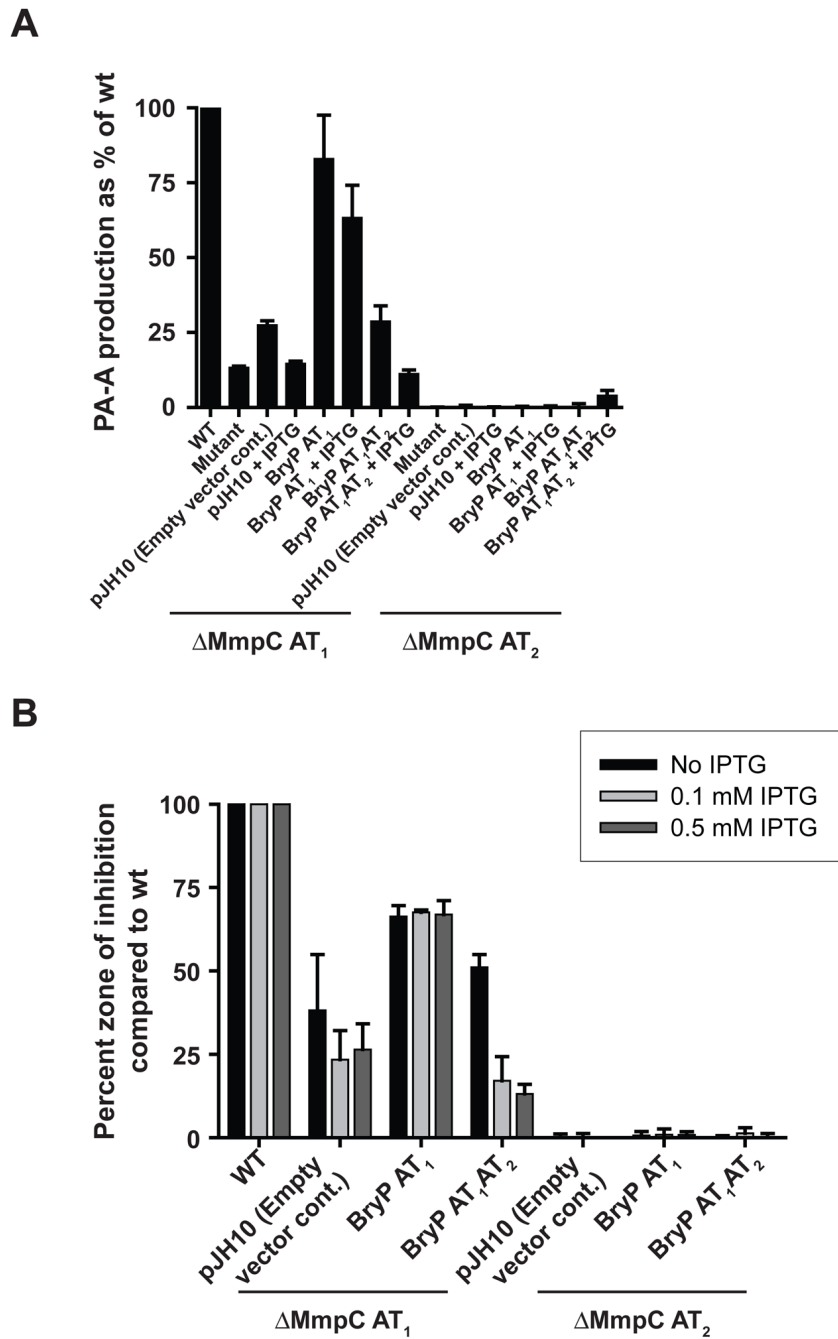 A
PA-A production as % of wt
100
75
50
25
0
WT
Mutant
pJH10 (Empty vector cont.)
pJH10 + IPTG
BryP AT₁
BryP AT₁ + IPTG
BryP AT₁AT₂
BryP AT₁AT₂ + IPTG
Mutant
pJH10 (Empty vector cont.)
pJH10 + IPTG
BryP AT₁
BryP AT₁ + IPTG
BryP AT₁AT₂
BryP AT₁AT₂ + IPTG
ΔMmpC AT₁
ΔMmpC AT₂
B
No IPTG
0.1 mM IPTG
0.5 mM IPTG
Percent zone of inhibition
compared to wt
100
75
50
25
0
WT
pJH10 (Empty
vector cont.)
BryP AT₁
BryP AT₁AT₂
pJH10 (Empty
vector cont.)
BryP AT₁
BryP AT₁AT₂
ΔMmpC AT₁
ΔMmpC AT₂